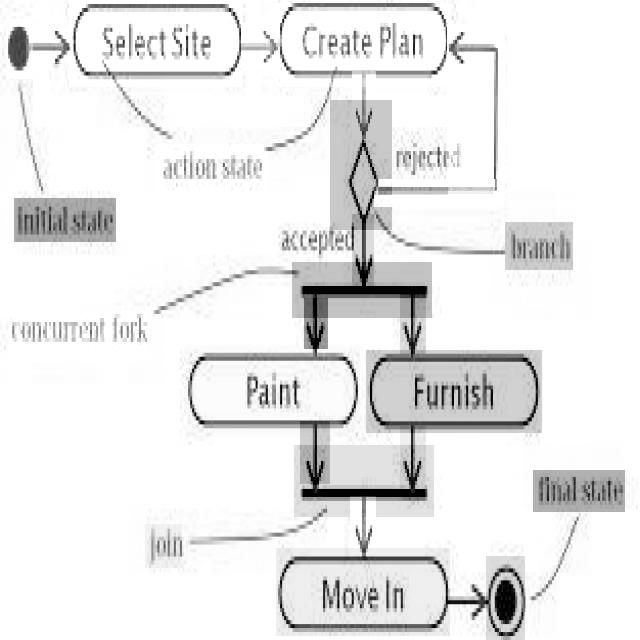 Select Site
Create Plan
action state
rejected
initial state
accepted
branch
concurrent fork
Paint
Furnish
final state
join
Move In